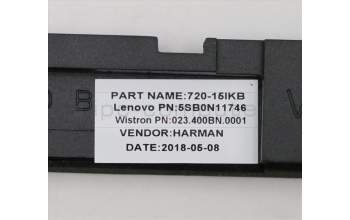 PART NAME:720-15IKB
Lenovo PN:5SB0N11746
Wistron PN:023.400BN.0001
VENDOR:HARMAN
DATE:2018-05-08